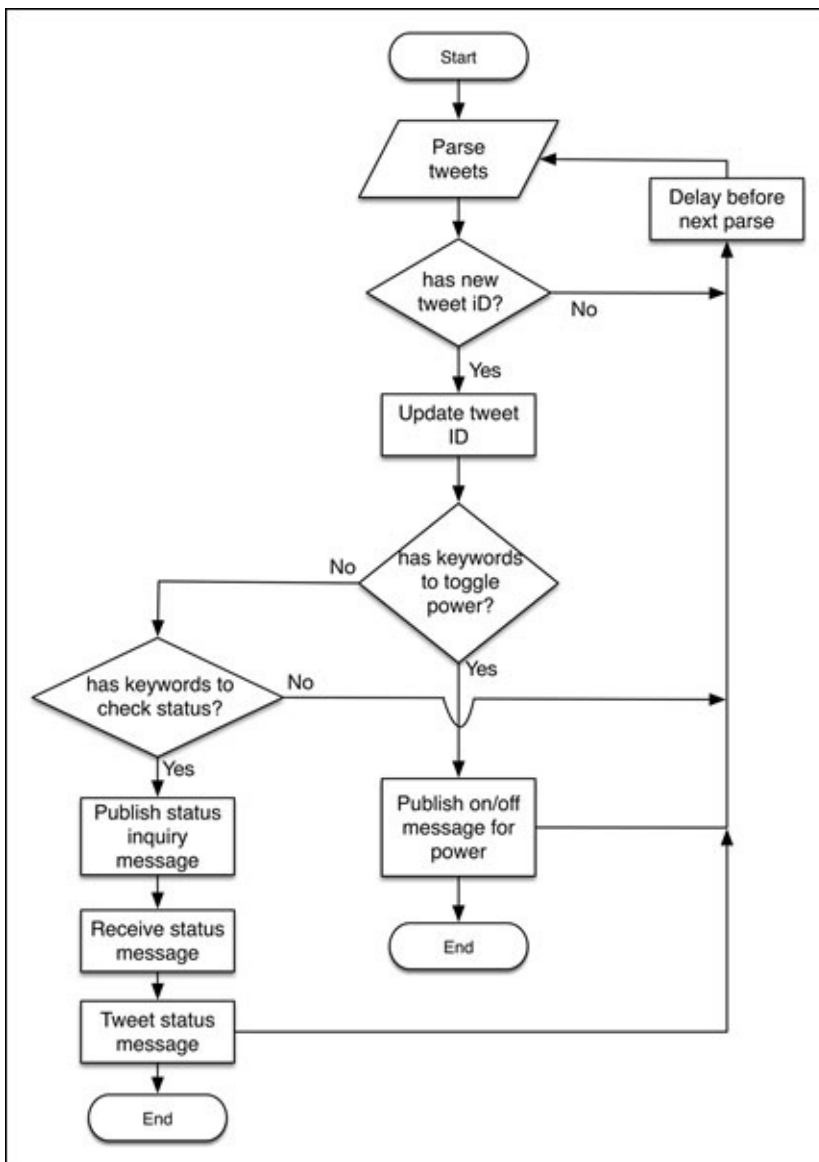 Start
Parse
tweets
Delay before
next parse
has new
tweet iD?
No
Yes
Update tweet
ID
has keywords
to toggle
power?
No
Yes
has keywords to
check status?
No
Yes
Publish status
inquiry
message
Publish on/off
message for
power
Receive status
message
End
Tweet status
message
End